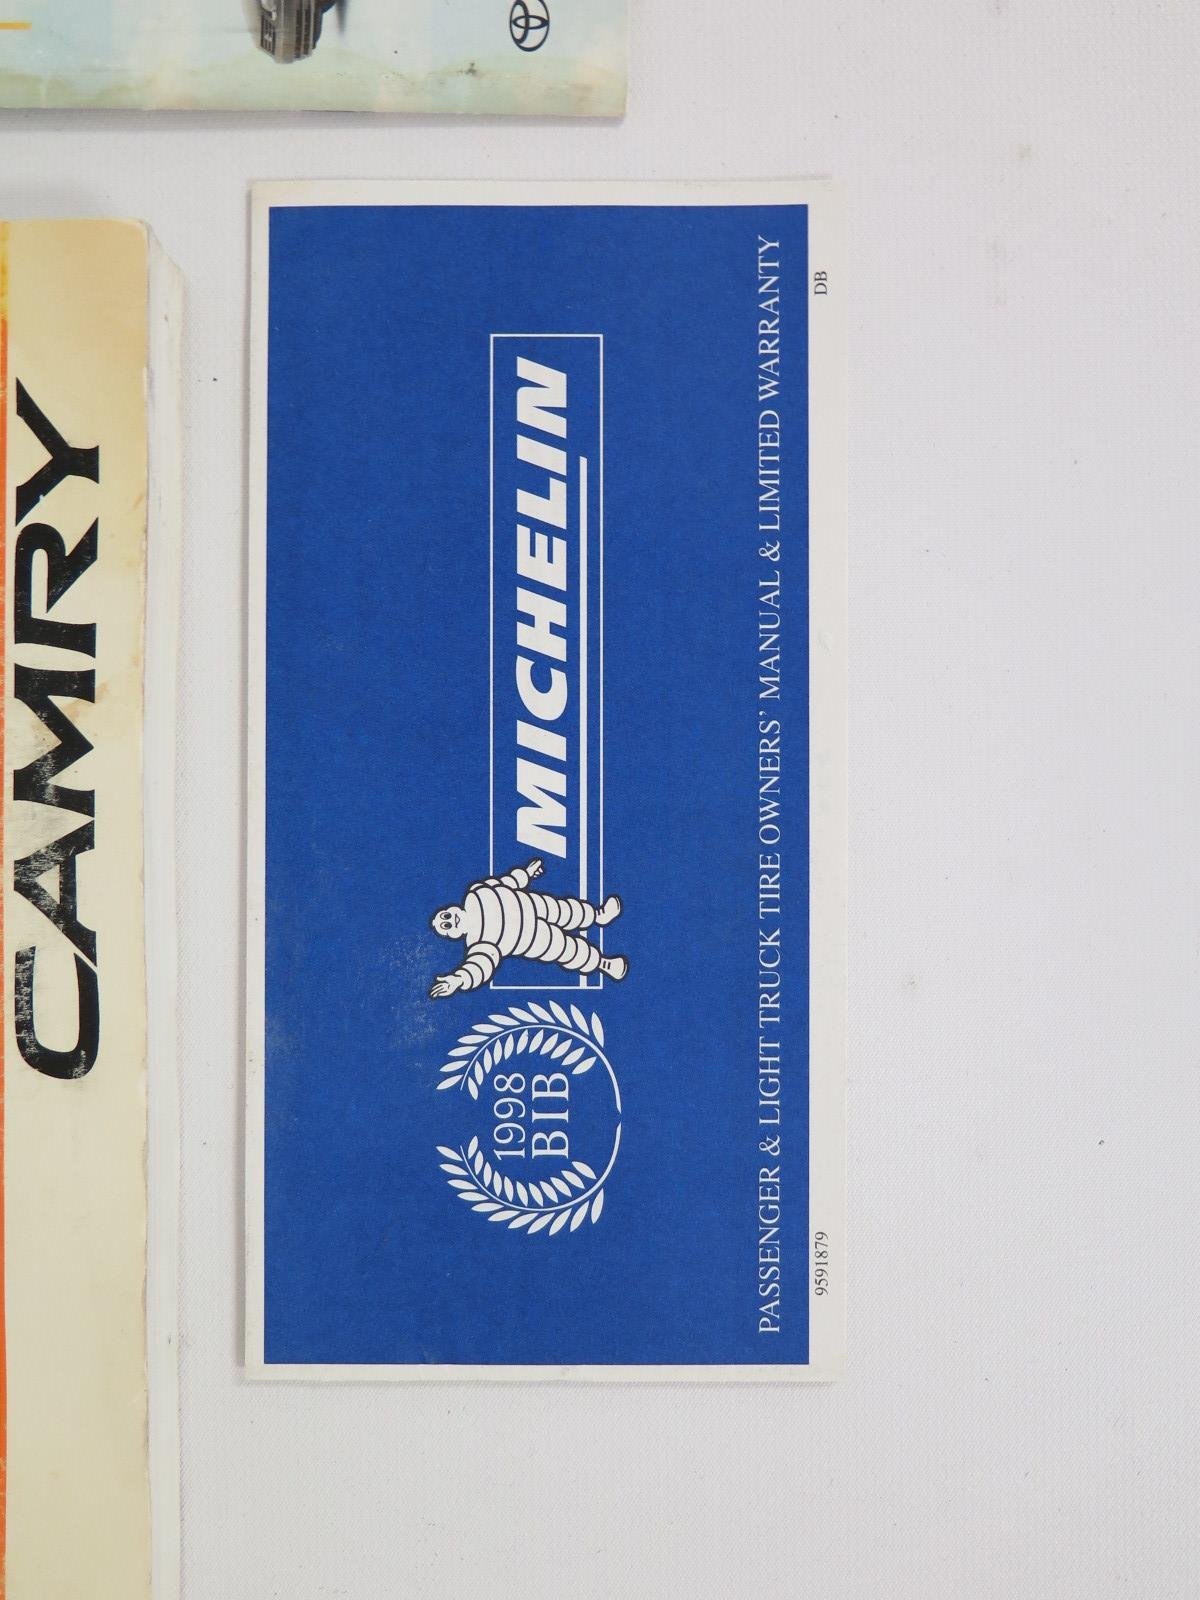 CAMRY
1998
BIB
MICHELIN
PASSENGER & LIGHT TRUCK TIRE OWNERS' MANUAL & LIMITED WARRANTY
9591879
DB